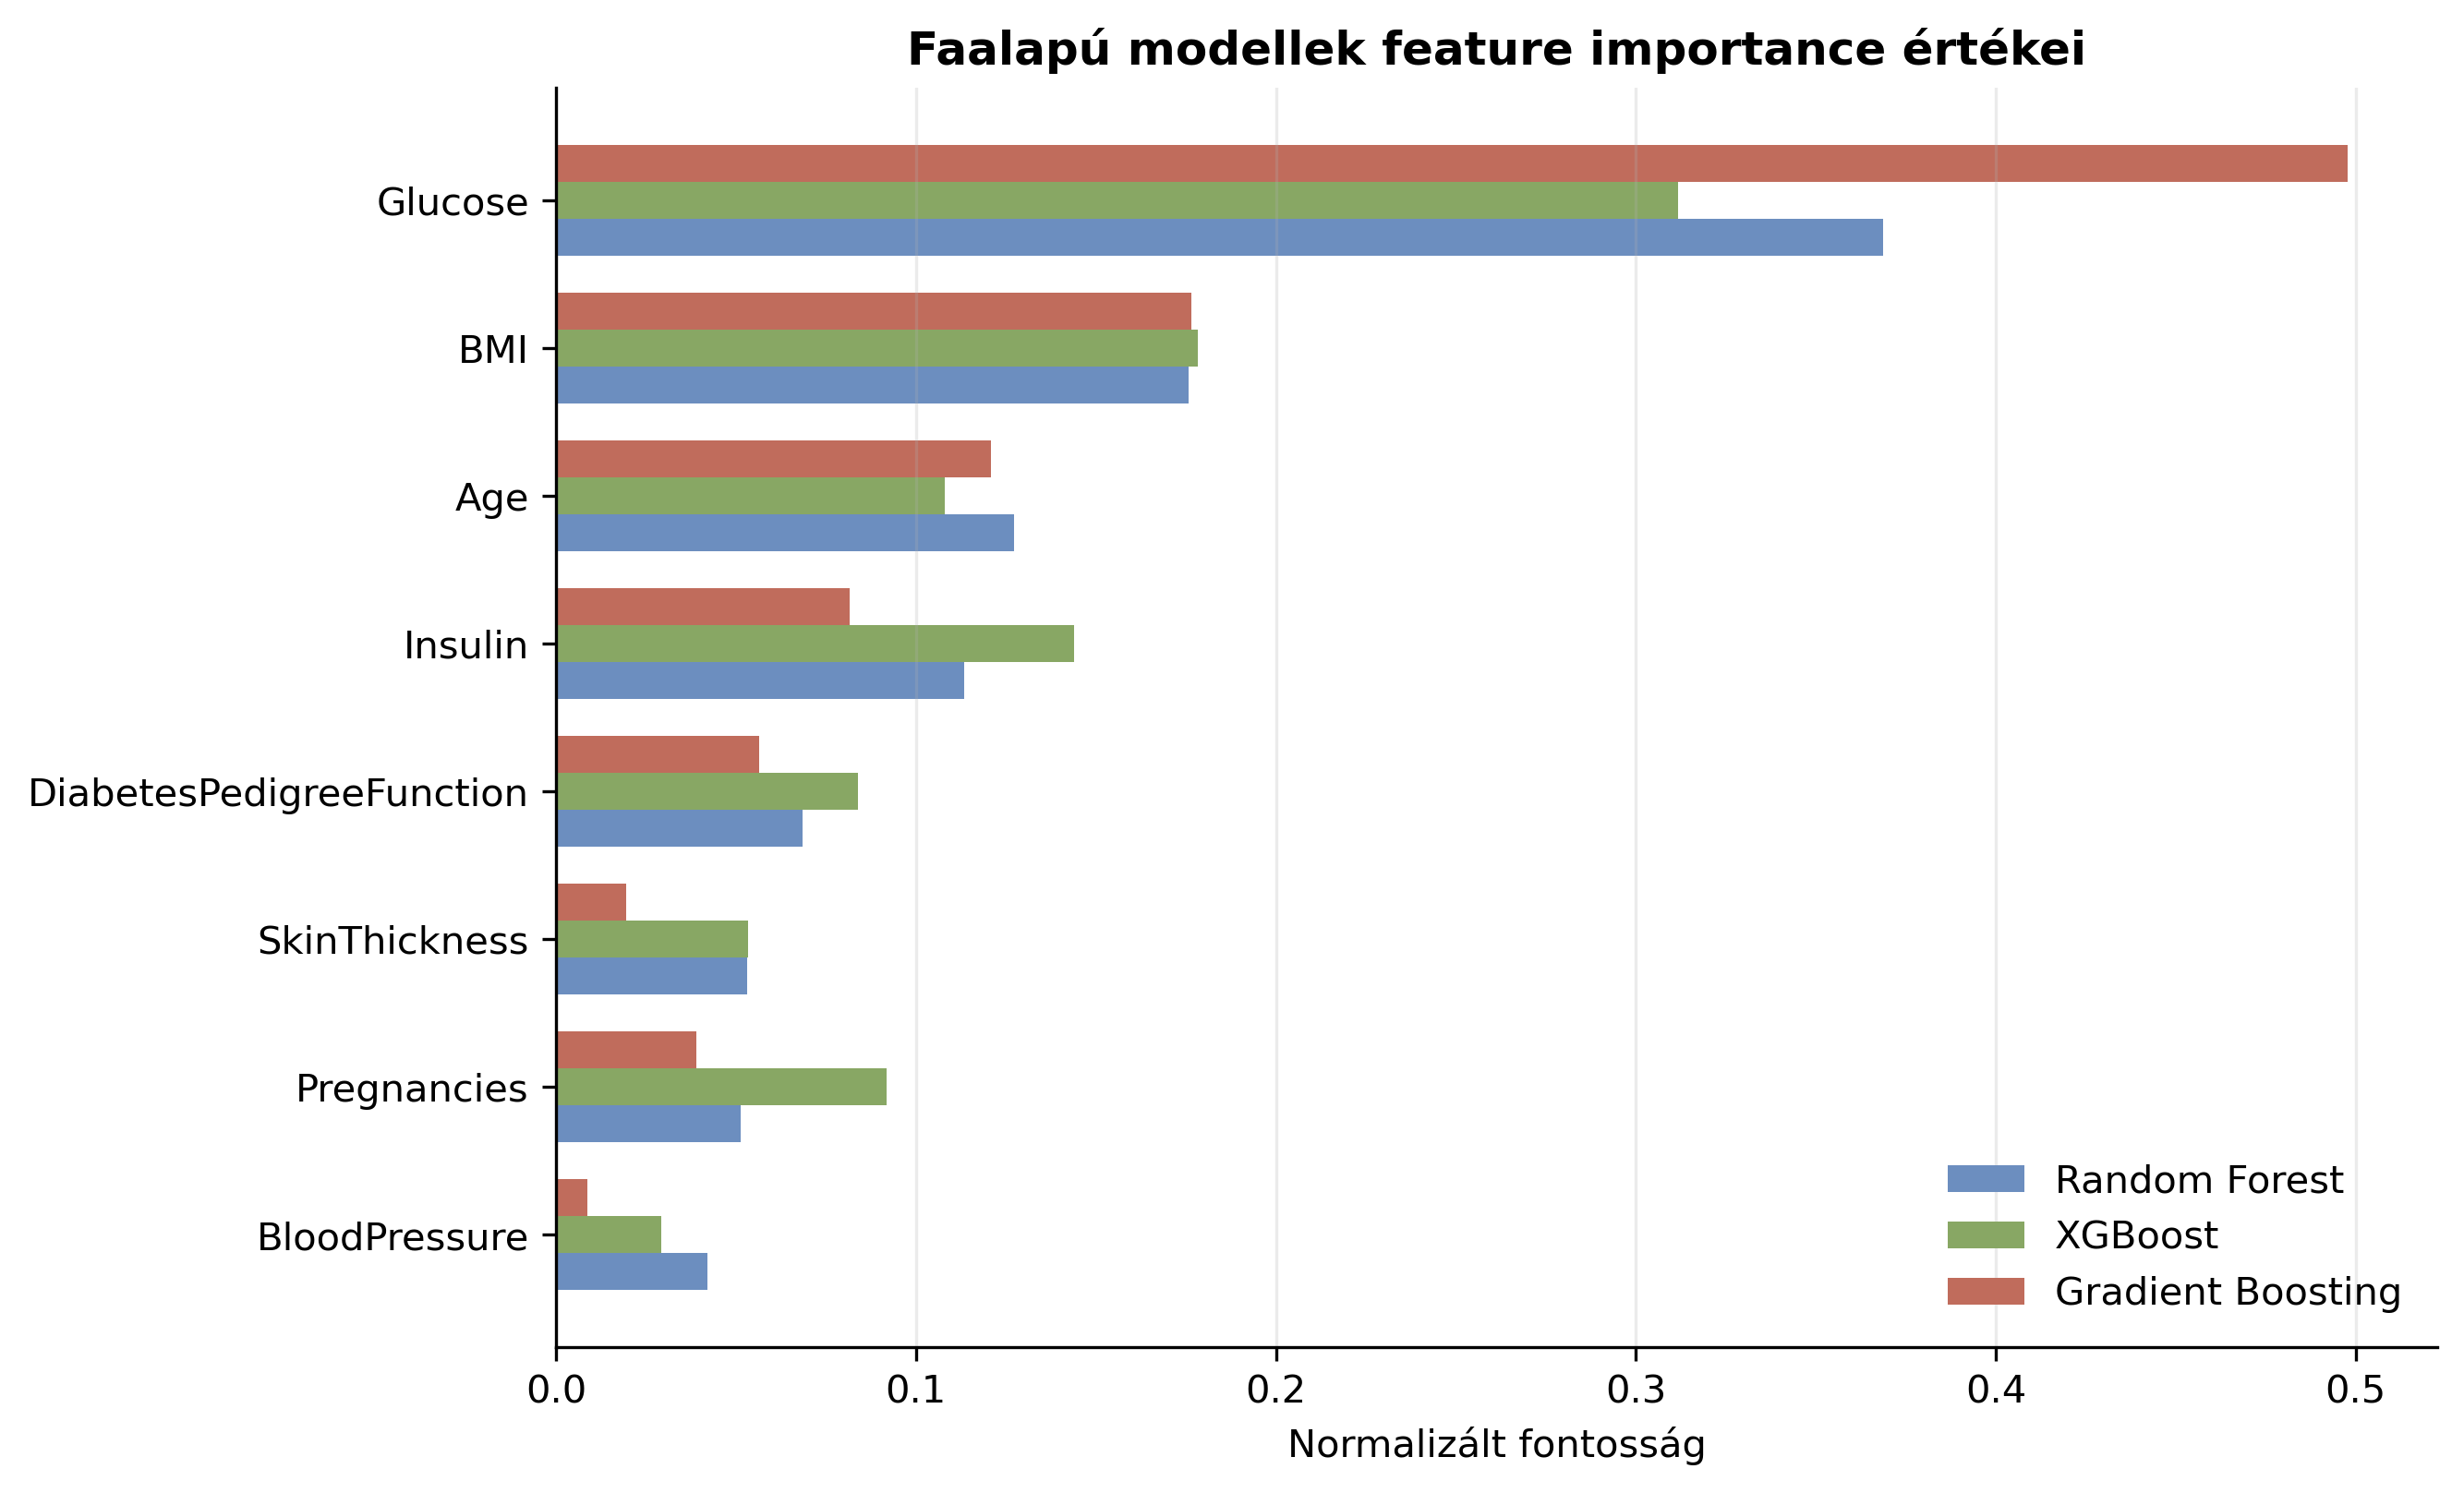 Faalapú modellek feature importance értékei
Glucose
BMI
Age
Insulin
DiabetesPedigreeFunction
SkinThickness
Pregnancies
BloodPressure
Random Forest
XGBoost
Gradient Boosting
0.0 0.1 0.2 0.3 0.4 0.5
Normalizált fontosság